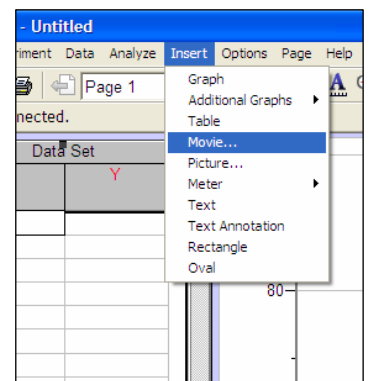 - Untitled
riment Data Analyze Insert Options Page Help
Page 1 A
nected.
Graph
Additional Graphs
Table
Movie...
Picture...
Meter
Text
Text Annotation
Rectangle
Oval
Data Set
Y
80